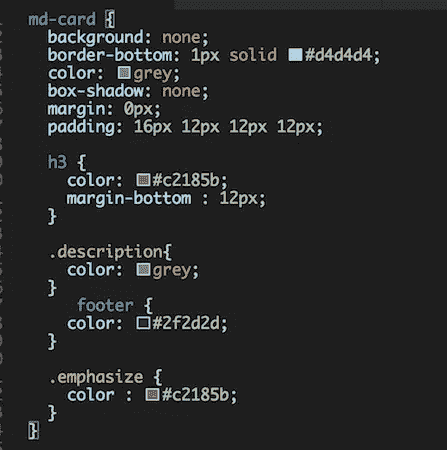 md-card {
background: none;
border-bottom: 1px solid #d4d4d4;
color: grey;
box-shadow: none;
margin: 0px;
padding: 16px 12px 12px 12px;
h3 {
color: #c2185b;
margin-bottom : 12px;
}
.description{
color: grey;
}
footer {
color: #2f2d2d;
}
.emphasize {
color : #c2185b;
}
}